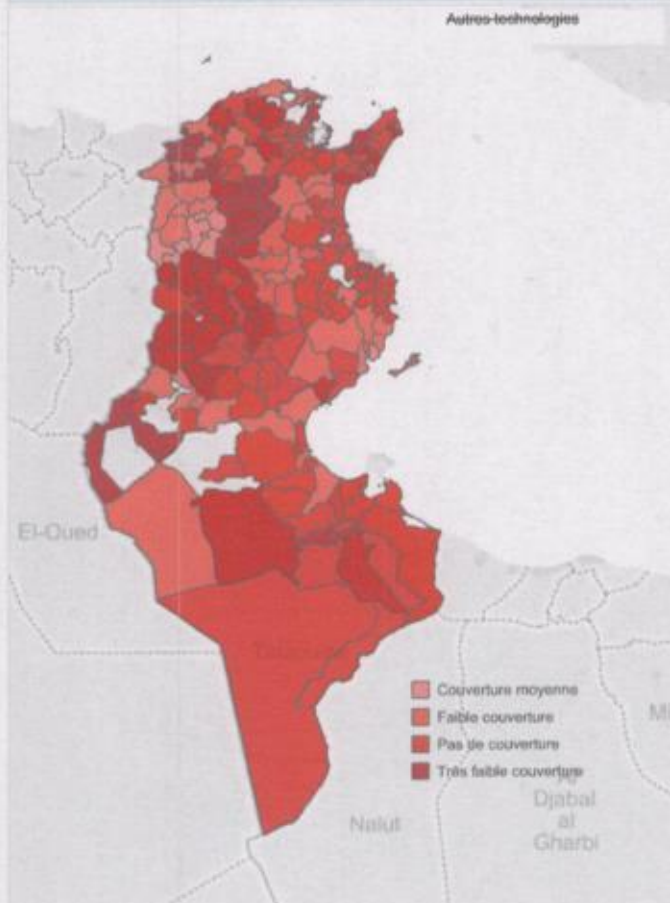 Autres technologies
El-Oued
Couverture moyenne
Faible couverture
Pas de couverture
Très faible couverture
Djabal
al
Gharbi
Nalut